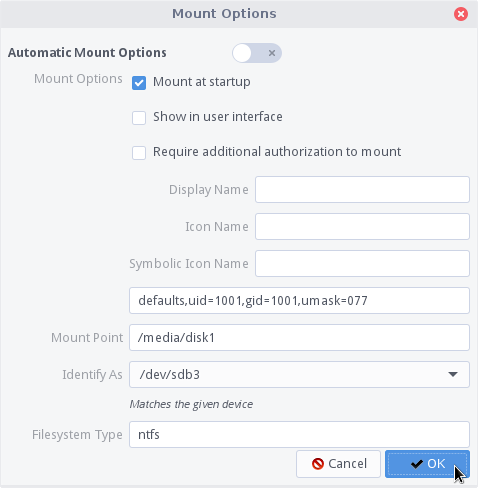 Mount Options
Automatic Mount Options
Mount Options
Mount at startup
Show in user interface
Require additional authorization to mount
Display Name
Icon Name
Symbolic Icon Name
defaults,uid=1001,gid=1001,umask=077
Mount Point /media/disk1
Identify As /dev/sdb3
Matches the given device
Filesystem Type ntfs
Cancel OK